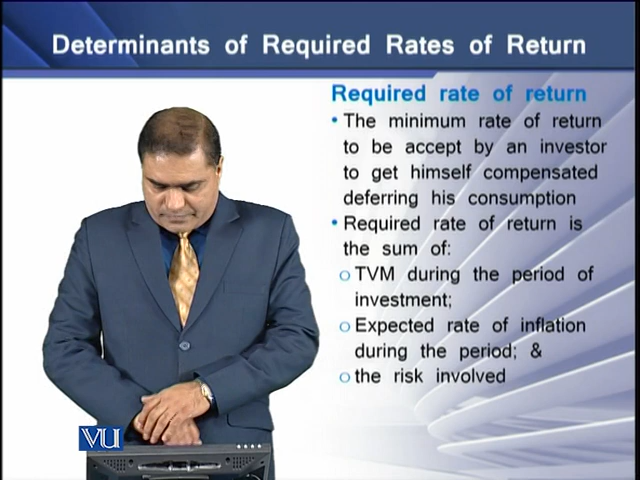 Determinants of Required Rates of Return
Required rate of return
• The minimum rate of return
to be accept by an investor
to get himself compensated
deferring his consumption
• Required rate of return is
the sum of:
o TVM during the period of
investment;
o Expected rate of inflation
during the period; &
o the risk involved
VU